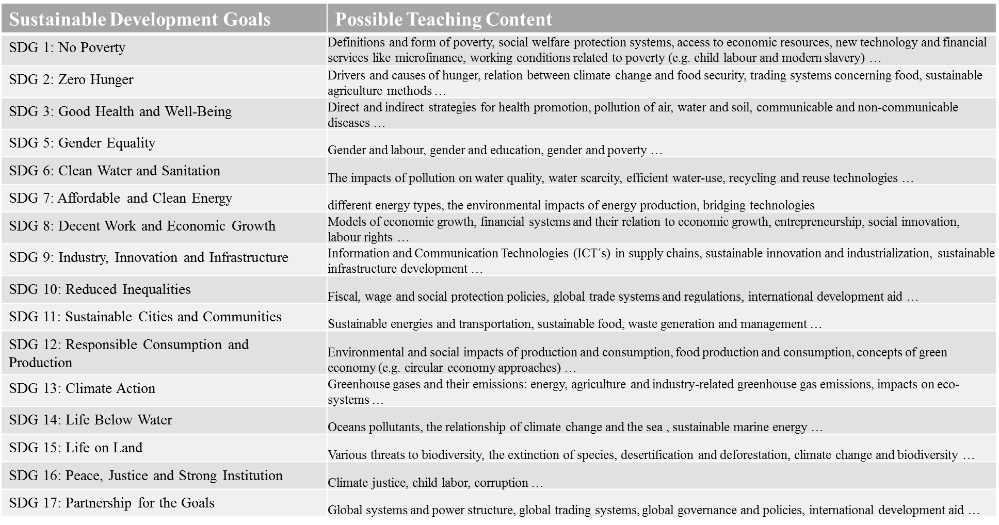 Sustainable Development Goals Possible Teaching Content
SDG 1: No Poverty
Definitions and form of poverty, social welfare protection systems, access to economic resources, new technology and financial
services like microfinance, working conditions related to poverty (e.g. child labour and modern slavery) …
SDG 2: Zero Hunger
Drivers and causes of hunger, relation between climate change and food security, trading systems concerning food, sustainable
agriculture methods …
SDG 3: Good Health and Well-Being
Direct and indirect strategies for health promotion, pollution of air, water and soil, communicable and non-communicable
diseases …
SDG 5: Gender Equality
Gender and labour, gender and education, gender and poverty …
SDG 6: Clean Water and Sanitation
The impacts of pollution on water quality, water scarcity, efficient water-use, recycling and reuse technologies …
SDG 7: Affordable and Clean Energy
different energy types, the environmental impacts of energy production, bridging technologies
SDG 8: Decent Work and Economic Growth
Models of economic growth, financial systems and their relation to economic growth, entrepreneurship, social innovation,
labour rights …
SDG 9: Industry, Innovation and Infrastructure
Information and Communication Technologies (ICT´s) in supply chains, sustainable innovation and industrialization, sustainable
infrastructure development …
SDG 10: Reduced Inequalities
Fiscal, wage and social protection policies, global trade systems and regulations, international development aid …
SDG 11: Sustainable Cities and Communities
Sustainable energies and transportation, sustainable food, waste generation and management …
SDG 12: Responsible Consumption and
Production
Environmental and social impacts of production and consumption, food production and consumption, concepts of green
economy (e.g. circular economy approaches) …
SDG 13: Climate Action
Greenhouse gases and their emissions: energy, agriculture and industry-related greenhouse gas emissions, impacts on eco-
systems …
SDG 14: Life Below Water
Oceans pollutants, the relationship of climate change and the sea , sustainable marine energy …
SDG 15: Life on Land
Various threats to biodiversity, the extinction of species, desertification and deforestation, climate change and biodiversity …
SDG 16: Peace, Justice and Strong Institution
Climate justice, child labor, corruption …
SDG 17: Partnership for the Goals
Global systems and power structure, global trading systems, global governance and policies, international development aid …